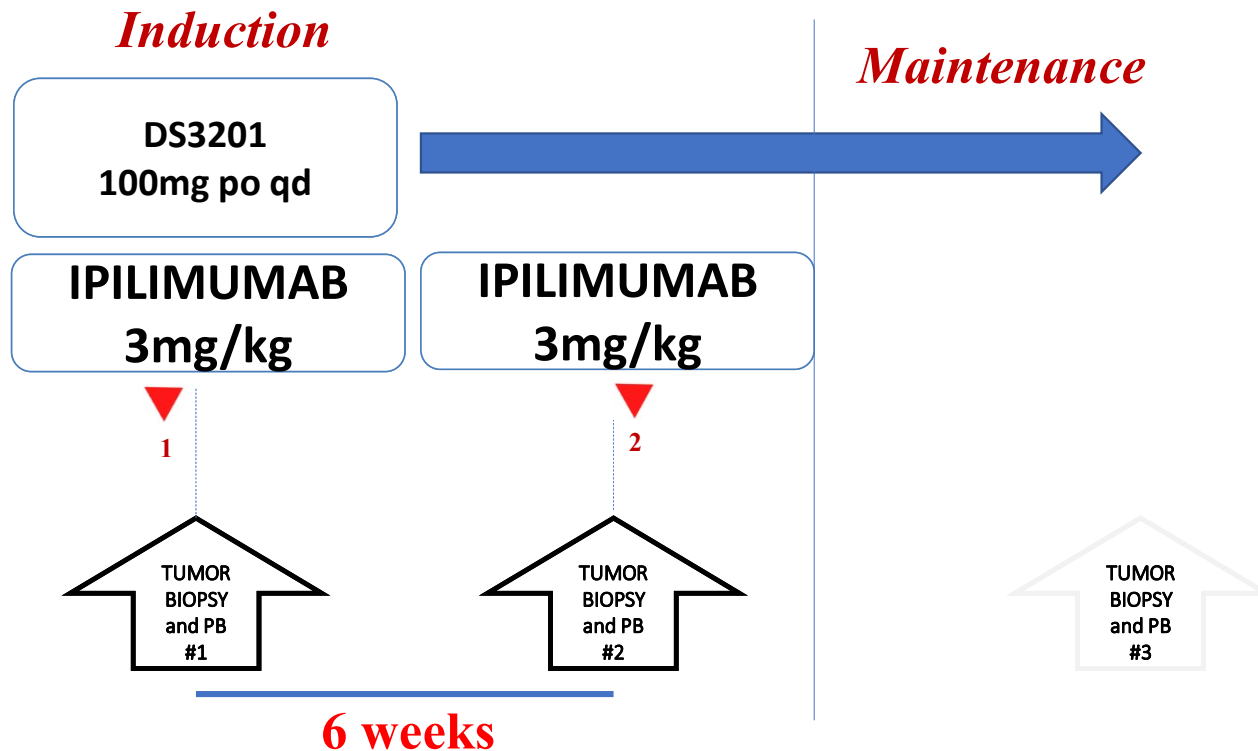 Induction
Maintenance
DS3201
100mg po qd
IPILIMUMAB
3mg/kg
IPILIMUMAB
3mg/kg
1
2
TUMOR
BIOPSY
and PB
#1
TUMOR
BIOPSY
and PB
#2
TUMOR
BIOPSY
and PB
#3
6 weeks